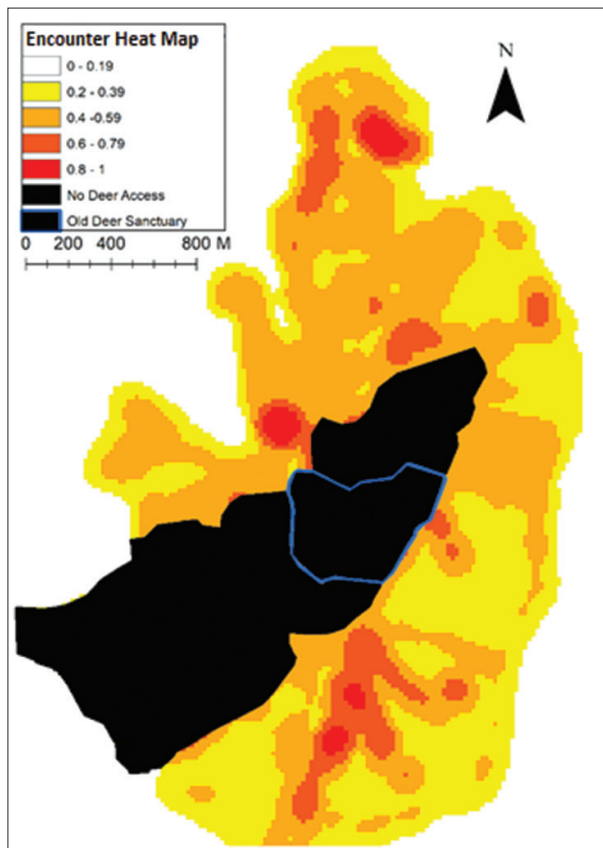 Encounter Heat Map
0 - 0.19
0.2 - 0.39
0.4 -0.59
0.6 - 0.79
0.8 - 1
No Deer Access
Old Deer Sanctuary
0 200 400 800 M
N